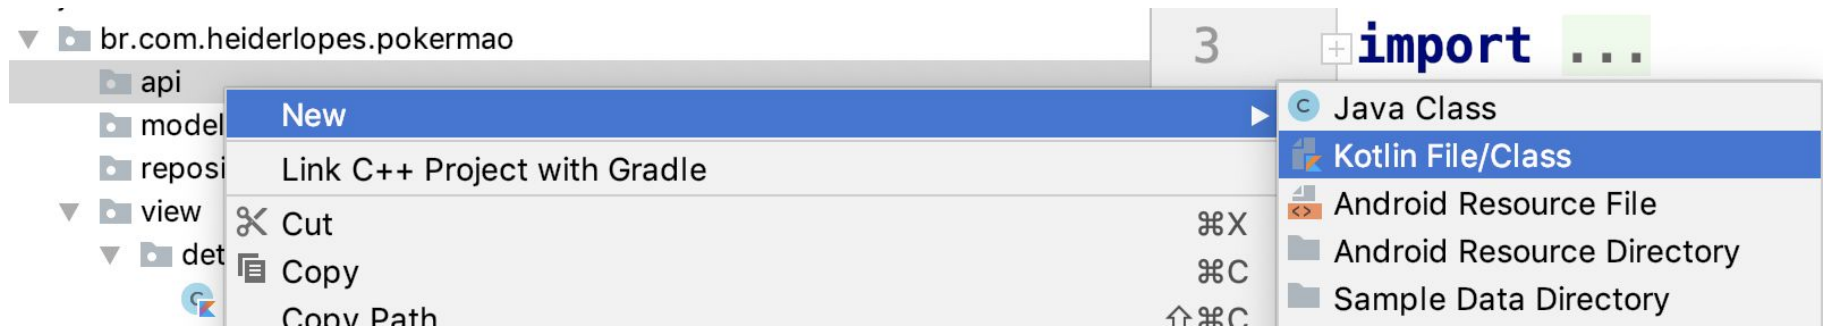 br.com.heiderlopes.pokermao
3
import ...
api
New
Java Class
model
Kotlin File/Class
reposi
Link C++ Project with Gradle
view
Cut
⌘X
Android Resource File
det
Copy
⌘C
Android Resource Directory
Copy Path
⇧⌘C
Sample Data Directory